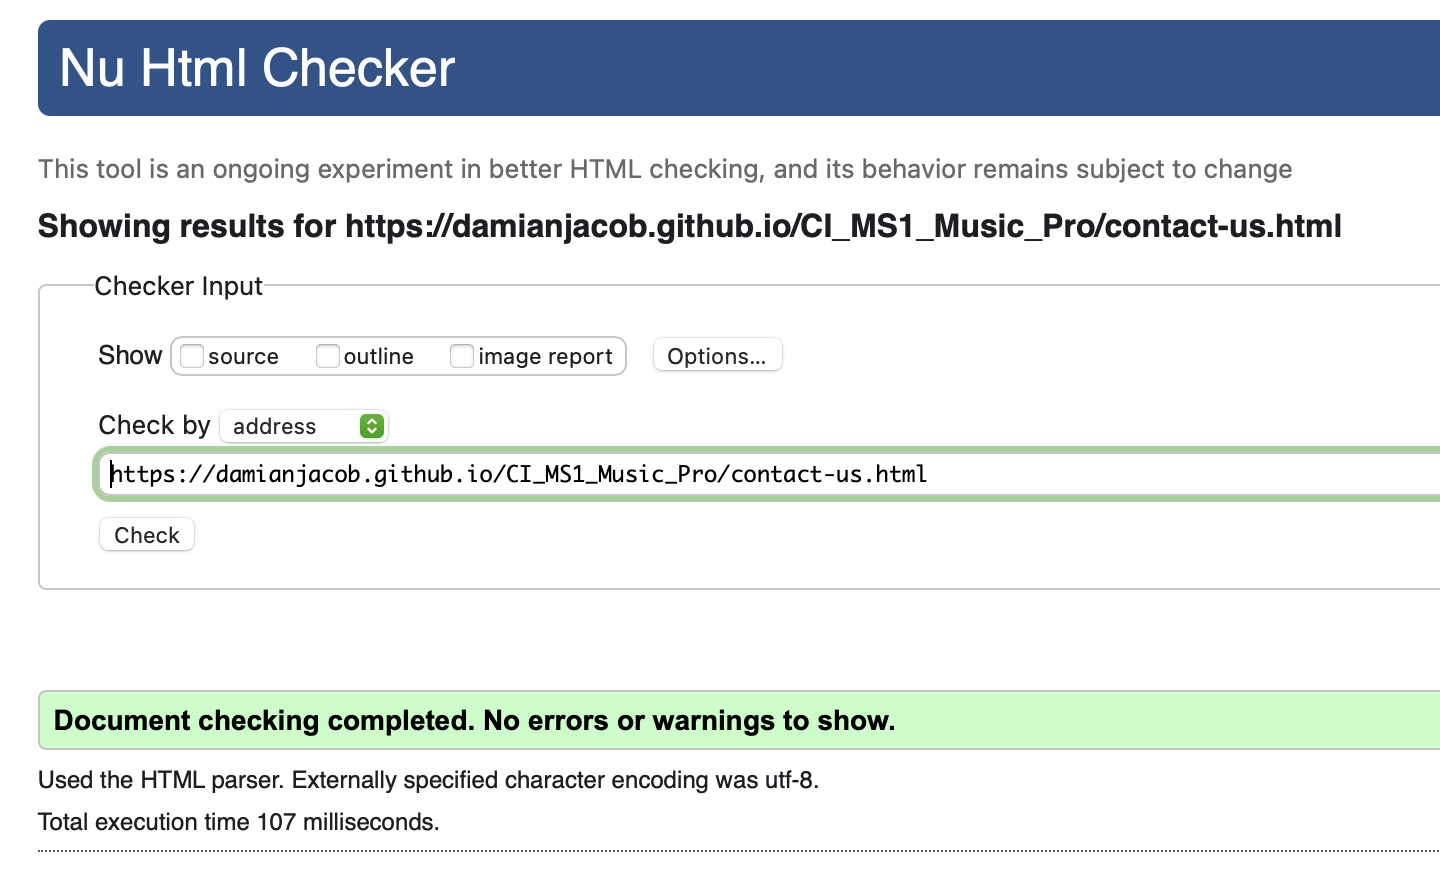 Nu Html Checker
This tool is an ongoing experiment in better HTML checking, and its behavior remains subject to change
Showing results for https://damianjacob.github.io/CI_MS1_Music_Pro/contact-us.html
Checker Input
Show source outline image report Options...
Check by address
https://damianjacob.github.io/CI_MS1_Music_Pro/contact-us.html
Check
Document checking completed. No errors or warnings to show.
Used the HTML parser. Externally specified character encoding was utf-8.
Total execution time 107 milliseconds.